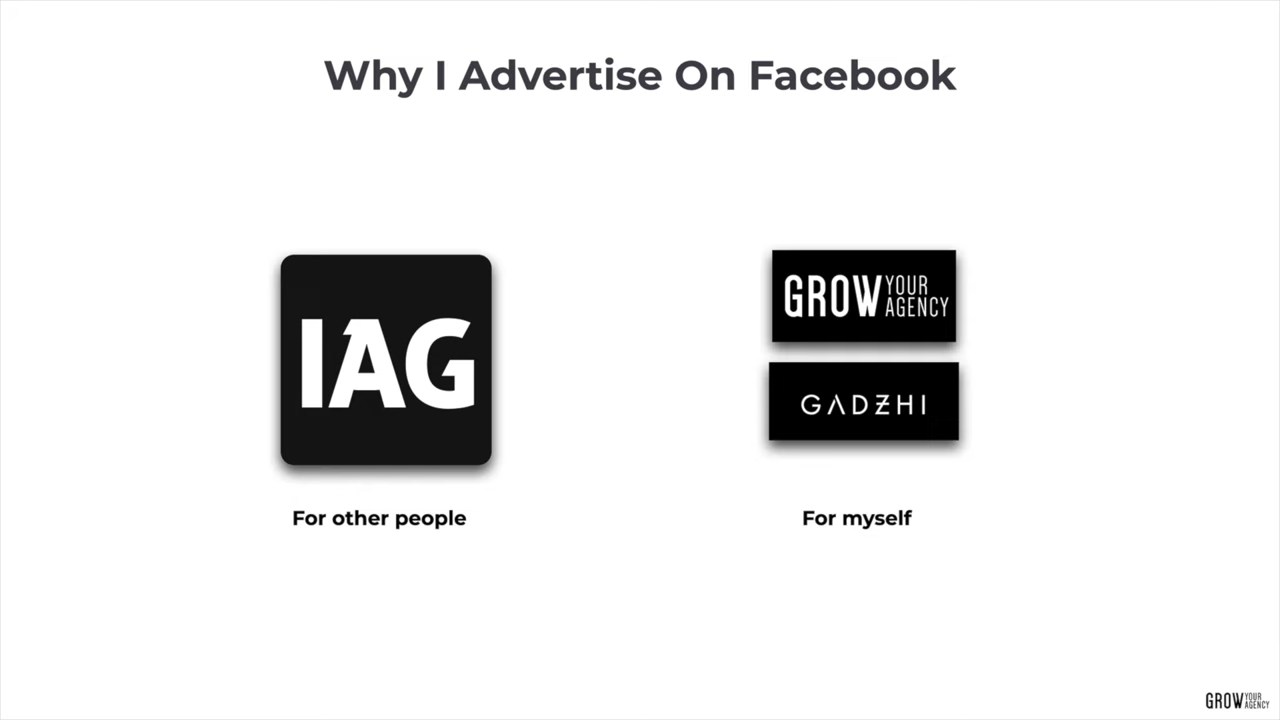 Why I Advertise On Facebook
IAG
For other people
GROW YOUR
AGENCY
GADZHI
For myself
GROW YOUR
AGENCY